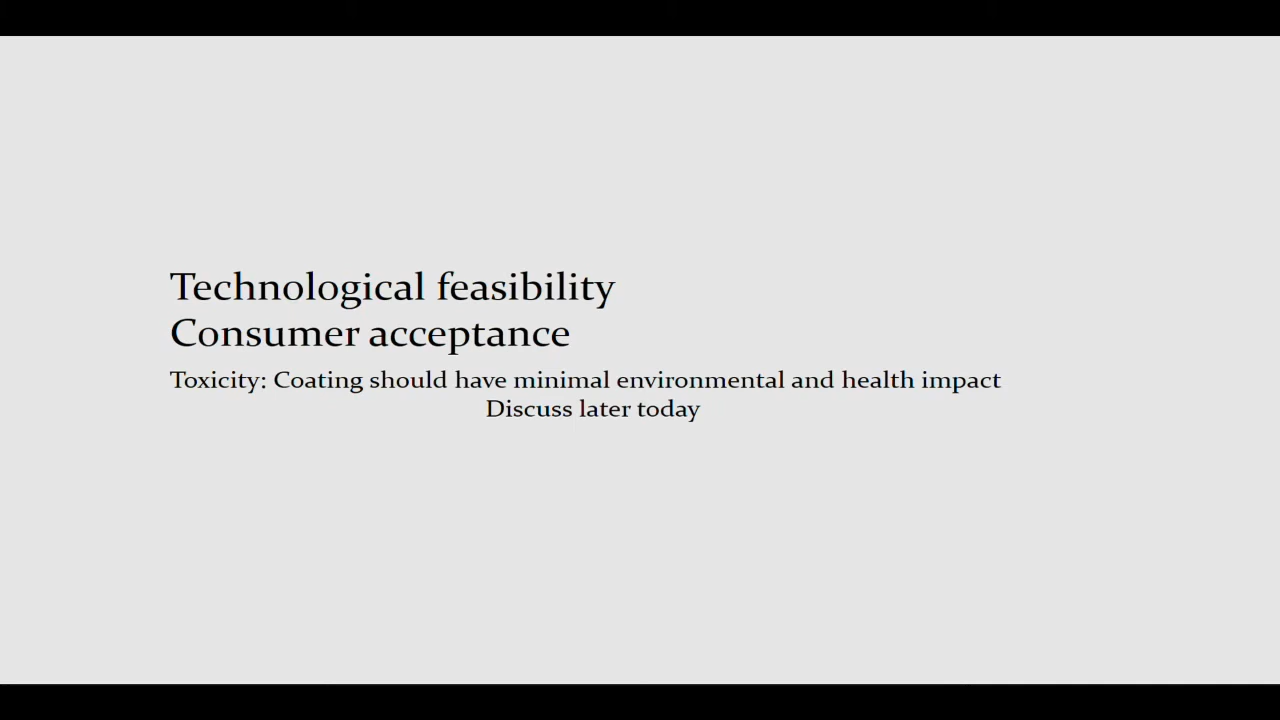 Technological feasibility
Consumer acceptance
Toxicity: Coating should have minimal environmental and health impact
Discuss later today